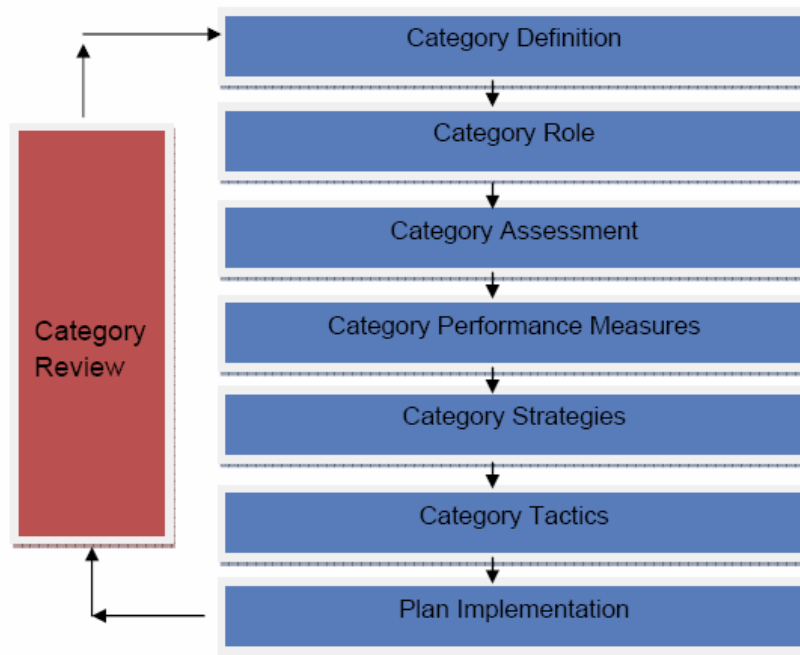 Category Definition
Category Role
Category Assessment
Category Performance Measures
Category Strategies
Category Tactics
Plan Implementation
Category
Review